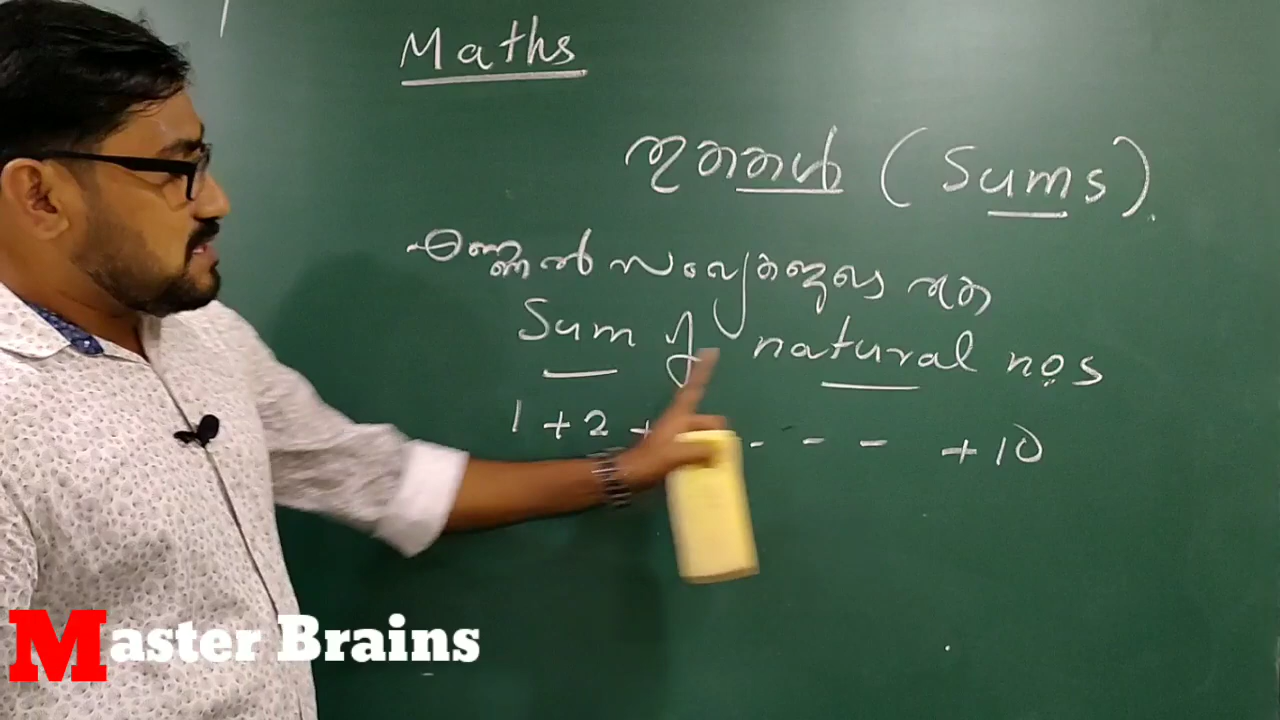 Maths
തുകകൾ (Sums).
എണ്ണൽ സംഖ്യകളുടെ തുക
Sum of natural nos
1 + 2 + - - - + 10
Master Brains